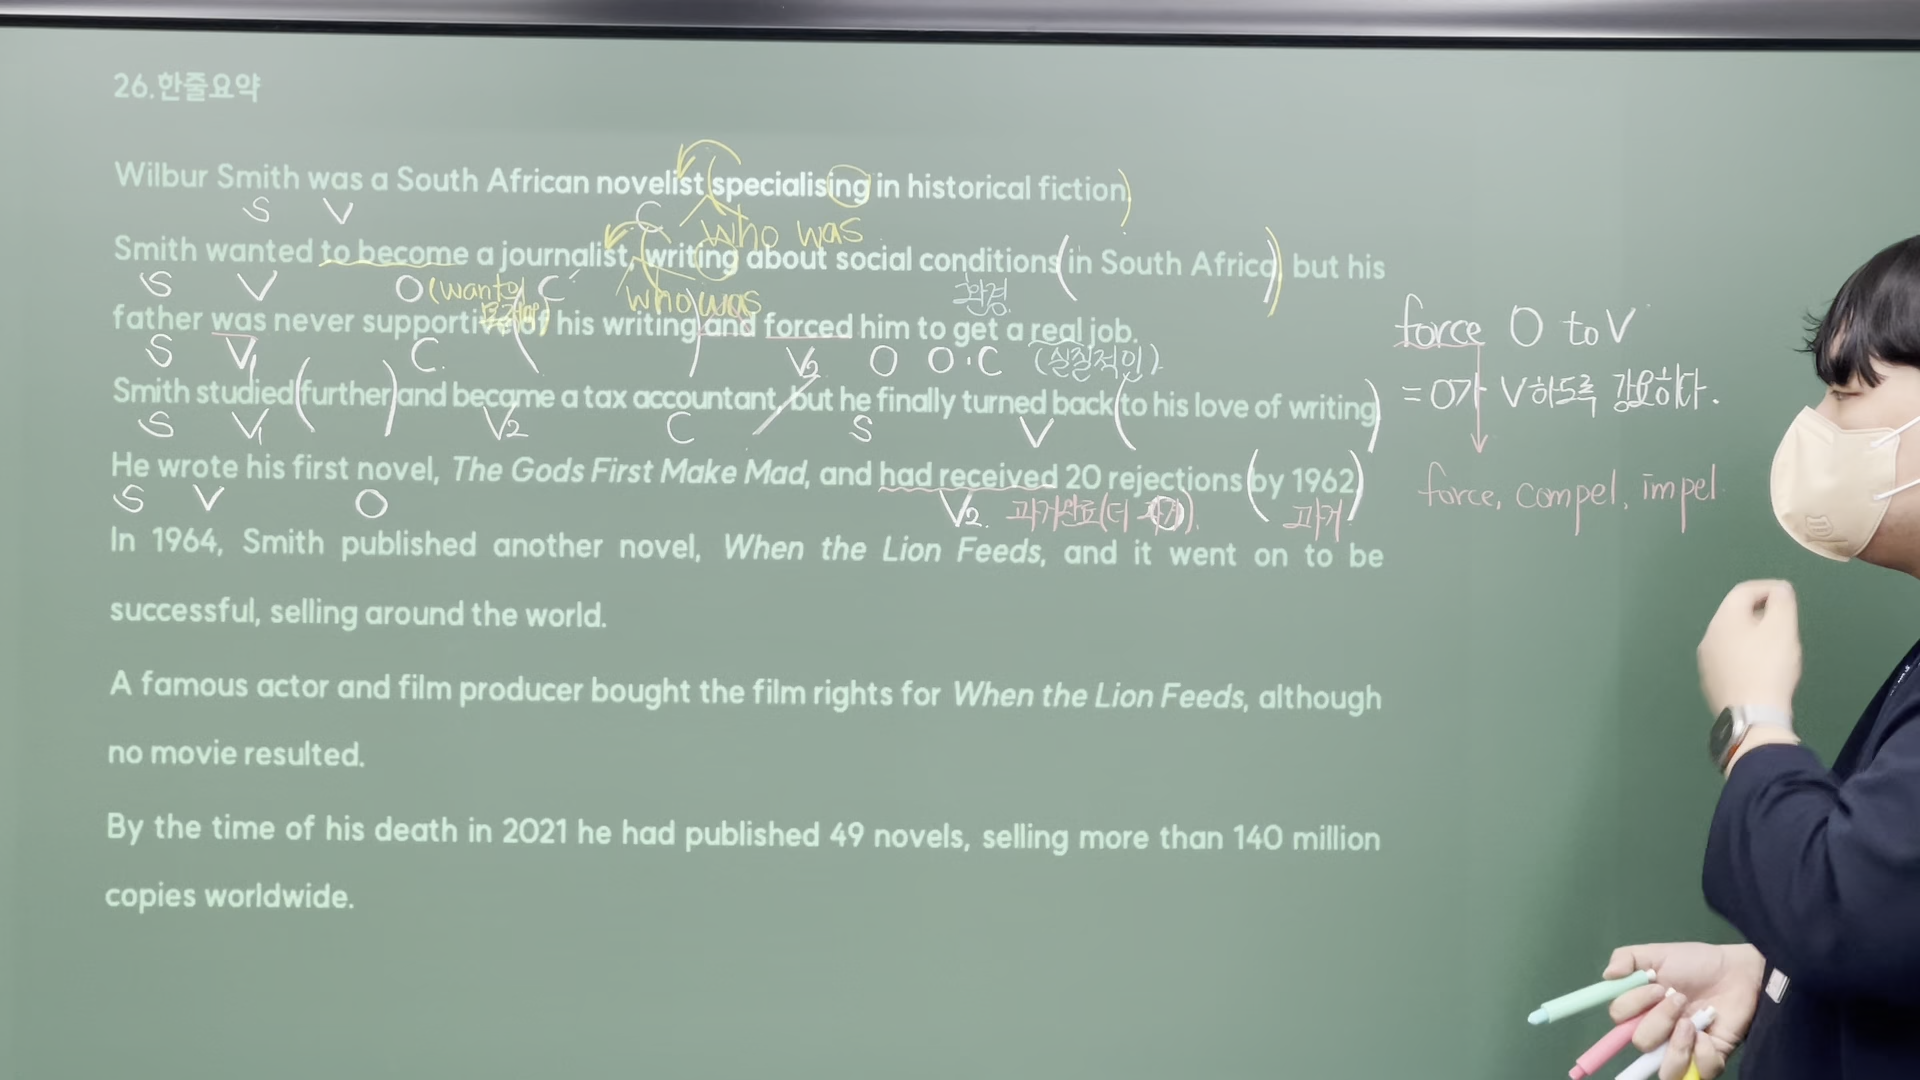 26.한줄요약
Wilbur Smith was a South African novelist specialising in historical fiction.
S V C who was
Smith wanted to become a journalist, writing about social conditions in South Africa, but his
S V O (want to C who was 환경
father was never supportive of his writing and forced him to get a real job.
S V1 C. V2 O O·C (실질적인)
force O to V
Smith studied further and became a tax accountant, but he finally turned back to his love of writing
= O가 V하도록 강요하다.
S V1 V2 C S V
He wrote his first novel, The Gods First Make Mad, and had received 20 rejections by 1962.
force, compel, impel
S V O V2. 과거완료(더 과거). 과거
In 1964, Smith published another novel, When the Lion Feeds, and it went on to be
successful, selling around the world.
A famous actor and film producer bought the film rights for When the Lion Feeds, although
no movie resulted.
By the time of his death in 2021 he had published 49 novels, selling more than 140 million
copies worldwide.